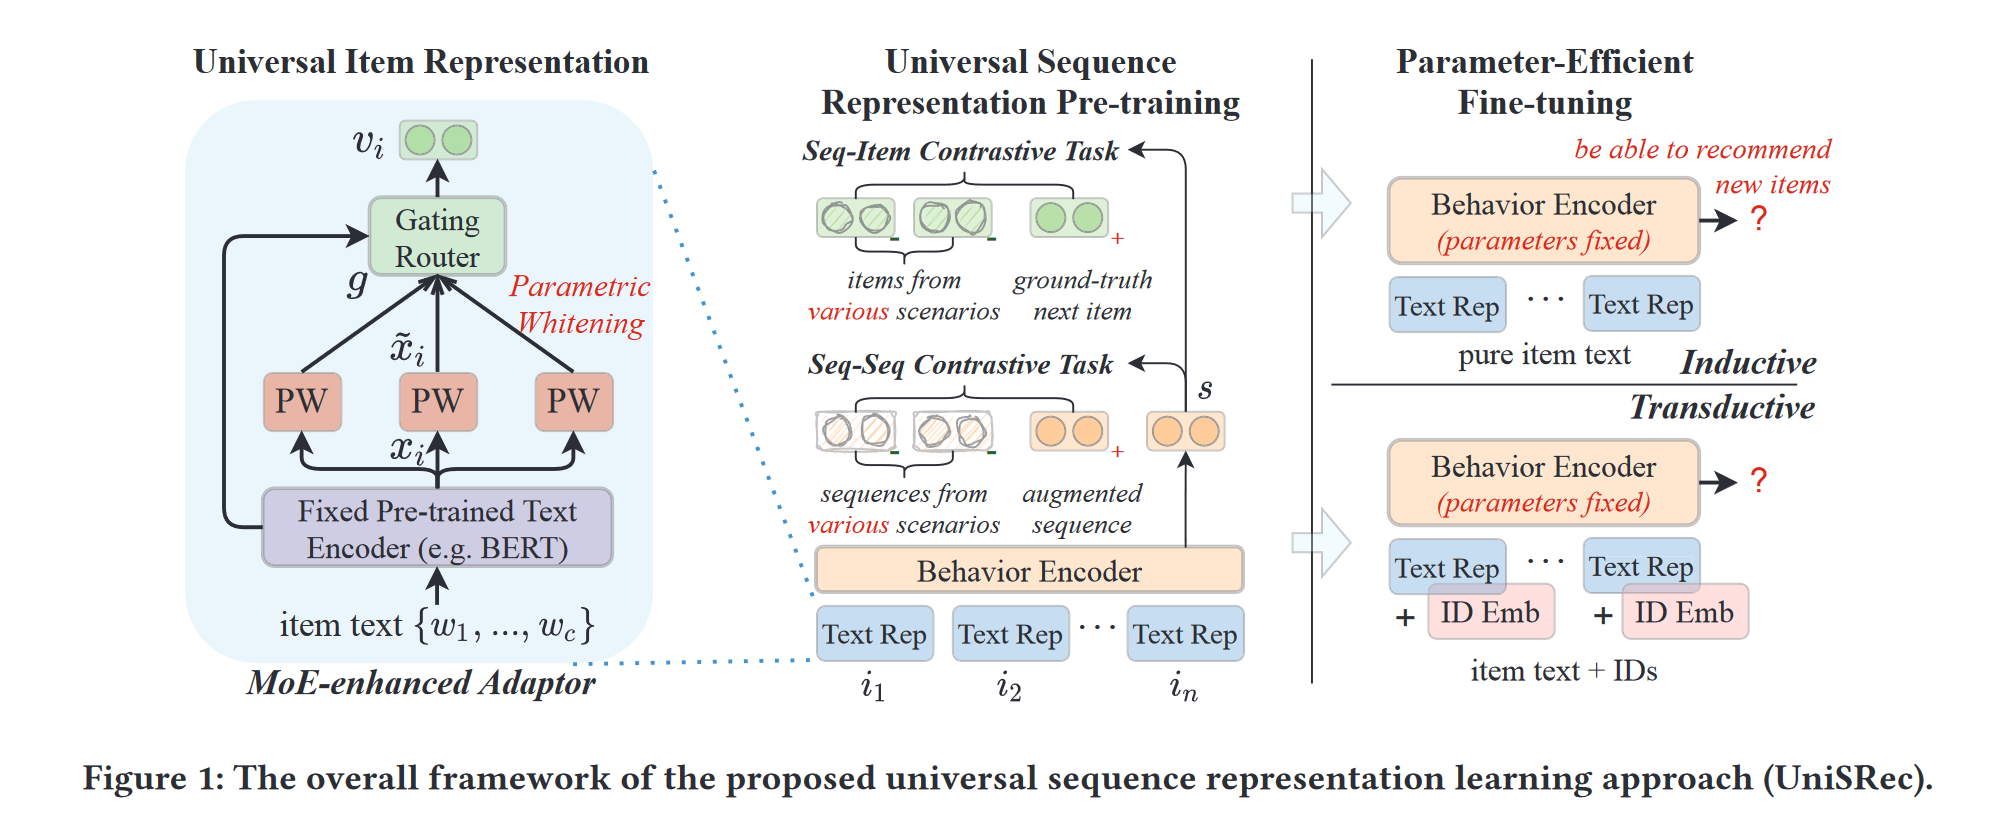 Universal Item Representation
v_i
Gating
Router
g
Parametric
Whitening
x̃_i
PW
PW
PW
x_i
Fixed Pre-trained Text
Encoder (e.g. BERT)
item text {w_1, ..., w_c}
MoE-enhanced Adaptor
Universal Sequence
Representation Pre-training
Seq-Item Contrastive Task
- - +
items from
various scenarios
ground-truth
next item
Seq-Seq Contrastive Task
s
- - +
sequences from
various scenarios
augmented
sequence
Behavior Encoder
Text Rep Text Rep ··· Text Rep
i_1 i_2 i_n
Parameter-Efficient
Fine-tuning
be able to recommend
new items
Behavior Encoder
(parameters fixed)
?
Text Rep ··· Text Rep
pure item text
Inductive
Transductive
Behavior Encoder
(parameters fixed)
?
Text Rep ··· Text Rep
+ ID Emb + ID Emb
item text + IDs
Figure 1: The overall framework of the proposed universal sequence representation learning approach (UniSRec).